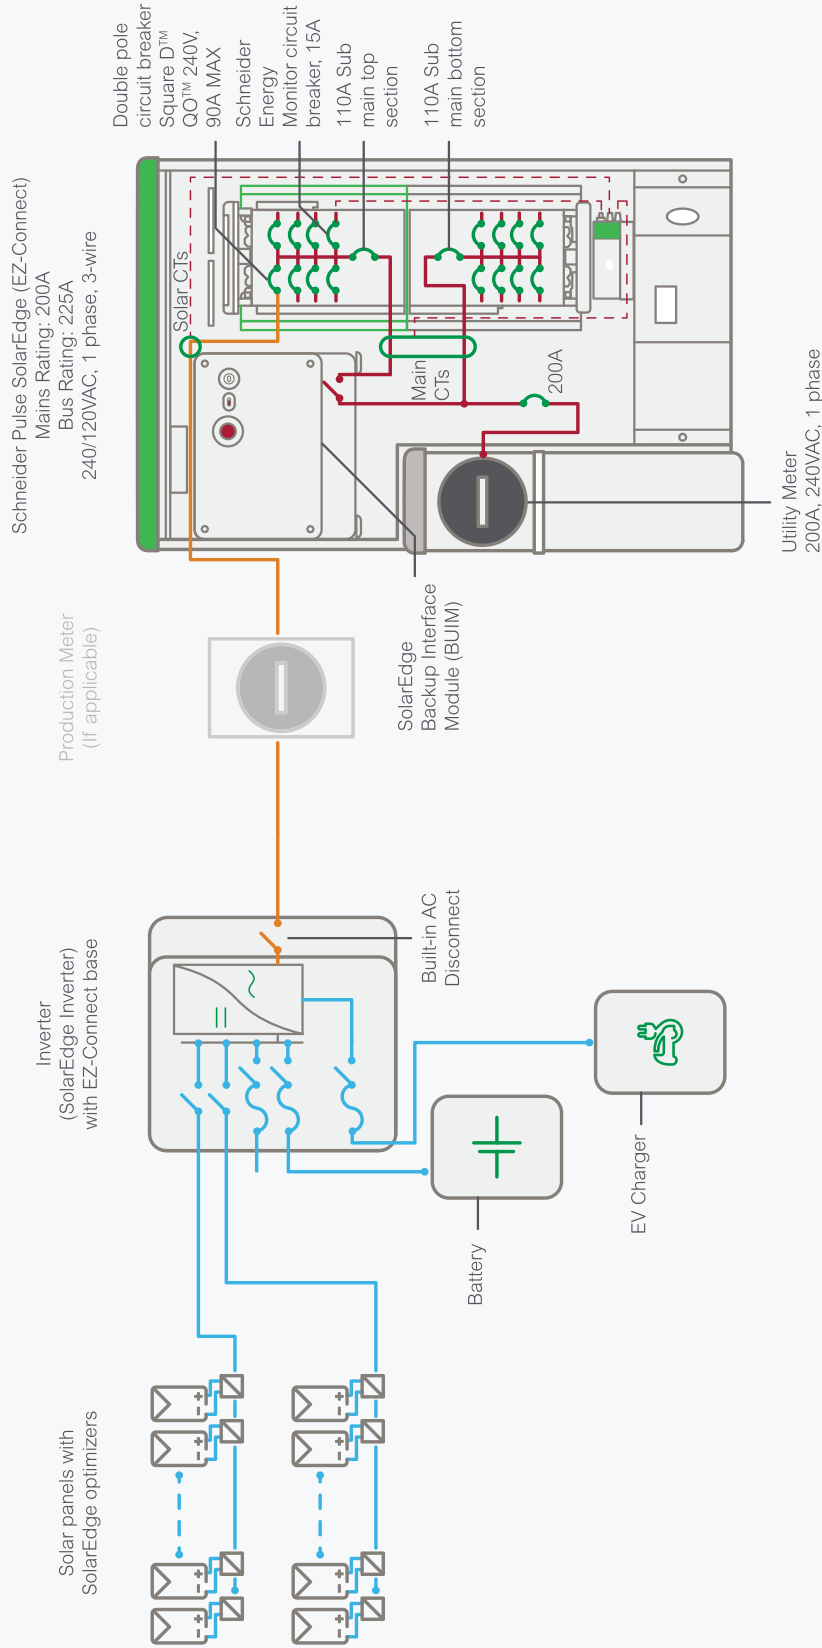 Solar panels with
SolarEdge optimizers
Inverter
(SolarEdge Inverter)
with EZ-Connect base
Battery
EV Charger
Built-in AC
Disconnect
Production Meter
(If applicable)
SolarEdge
Backup Interface
Module (BUIM)
Schneider Pulse SolarEdge (EZ-Connect)
Mains Rating: 200A
Bus Rating: 225A
240/120VAC, 1 phase, 3-wire
Solar CTs
Main
CTs
200A
Utility Meter
200A, 240VAC, 1 phase
Double pole
circuit breaker
Square D™
QO™ 240V,
90A MAX
Schneider
Energy
Monitor circuit
breaker, 15A
110A Sub
main top
section
110A Sub
main bottom
section